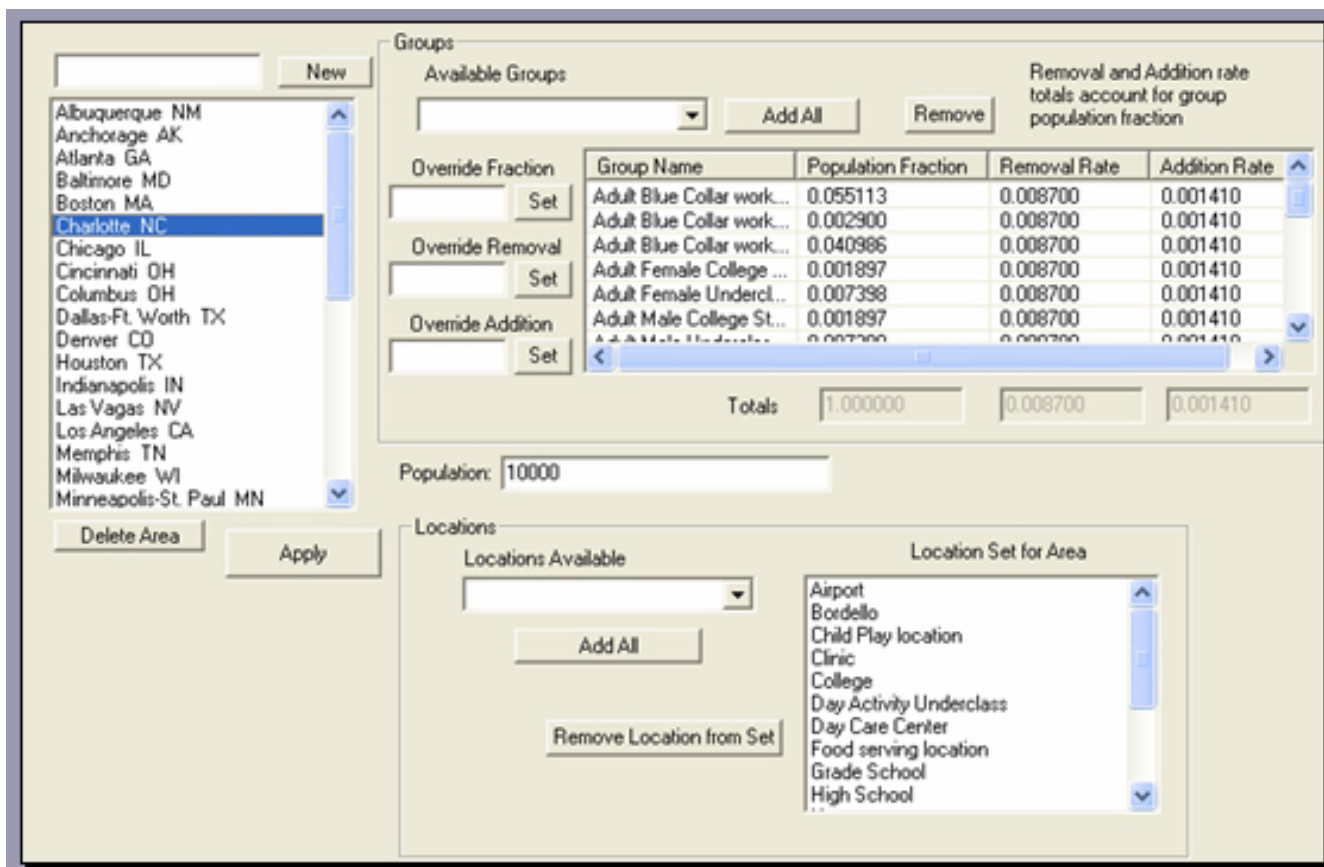 New
Albuquerque NM
Anchorage AK
Atlanta GA
Baltimore MD
Boston MA
Charlotte NC
Chicago IL
Cincinnati OH
Columbus OH
Dallas-Ft. Worth TX
Denver CO
Houston TX
Indianapolis IN
Las Vagas NV
Los Angeles CA
Memphis TN
Milwaukee WI
Minneapolis-St. Paul MN
Delete Area
Apply
Groups
Available Groups
Add All
Remove
Removal and Addition rate
totals account for group
population fraction
Override Fraction
Set
Override Removal
Set
Override Addition
Set
Group Name Population Fraction Removal Rate Addition Rate
Adult Blue Collar work... 0.055113 0.008700 0.001410
Adult Blue Collar work... 0.002900 0.008700 0.001410
Adult Blue Collar work... 0.040986 0.008700 0.001410
Adult Female College ... 0.001897 0.008700 0.001410
Adult Female Undercl... 0.007398 0.008700 0.001410
Adult Male College St... 0.001897 0.008700 0.001410
Totals 1.000000 0.008700 0.001410
Population: 10000
Locations
Locations Available
Add All
Remove Location from Set
Location Set for Area
Airport
Bordello
Child Play location
Clinic
College
Day Activity Underclass
Day Care Center
Food serving location
Grade School
High School